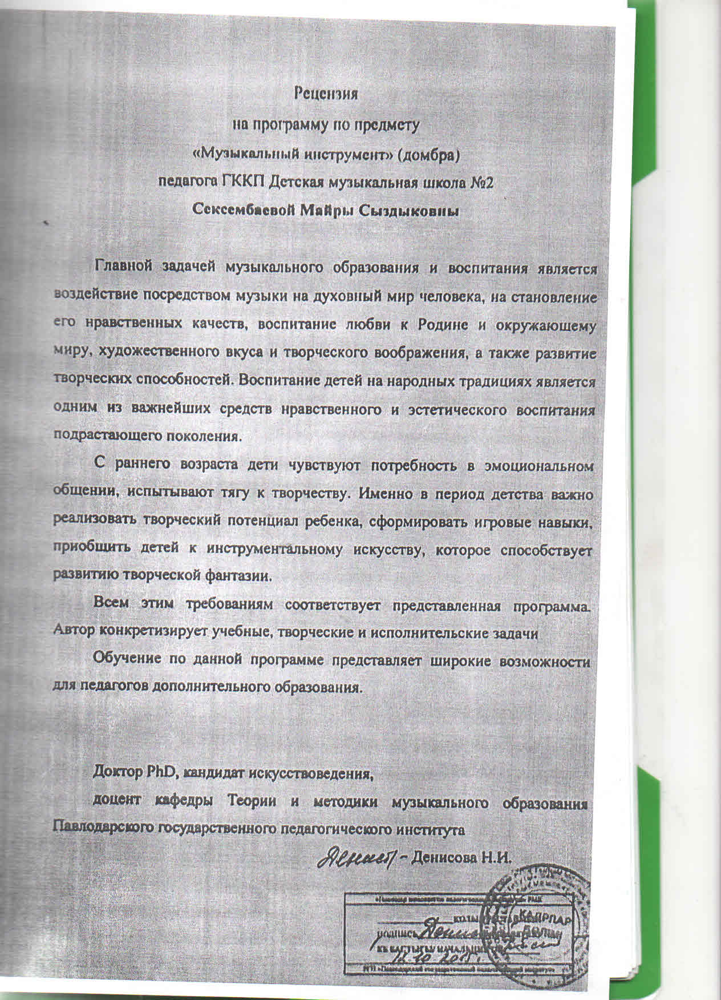 Рецензия
на программу по предмету
«Музыкальный инструмент» (домбра)
педагога ГККП Детская музыкальная школа №2
Сексембаевой Майры Сыздыковны
Главной задачей музыкального образования и воспитания является
воздействие посредством музыки на духовный мир человека, на становление
его нравственных качеств, воспитание любви к Родине и окружающему
миру, художественного вкуса и творческого воображения, а также развитие
творческих способностей. Воспитание детей на народных традициях является
одним из важнейших средств нравственного и эстетического воспитания
подрастающего поколения.
С раннего возраста дети чувствуют потребность в эмоциональном
общении, испытывают тягу к творчеству. Именно в период детства важно
реализовать творческий потенциал ребенка, сформировать игровые навыки,
приобщить детей к инструментальному искусству, которое способствует
развитию творческой фантазии.
Всем этим требованиям соответствует представленная программа.
Автор конкретизирует учебные, творческие и исполнительские задачи
Обучение по данной программе представляет широкие возможности
для педагогов дополнительного образования.
Доктор PhD, кандидат искусствоведения,
доцент кафедры Теории и методики музыкального образования
Павлодарского государственного педагогического института
Денисова Н.И.
КАДРЛАР